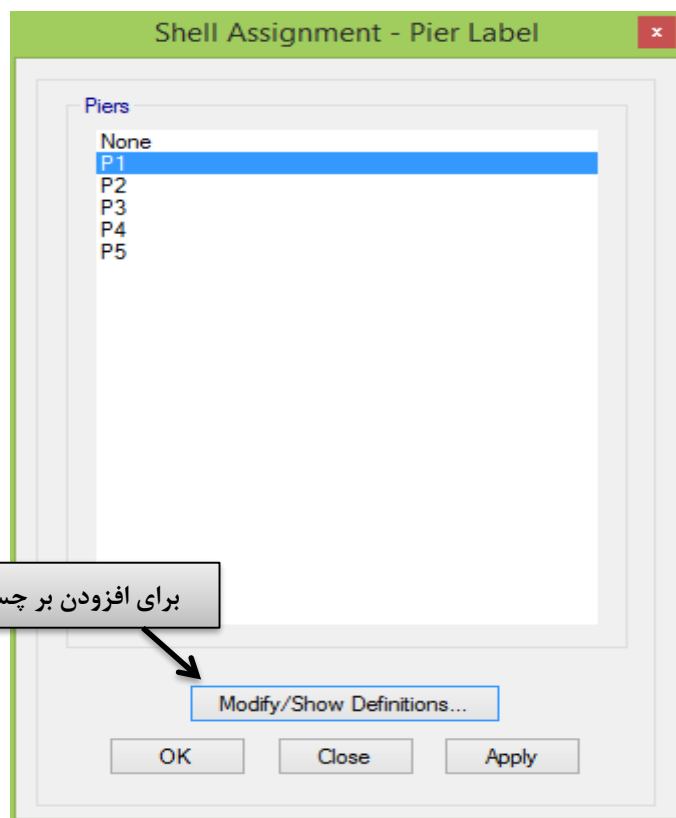 Shell Assignment - Pier Label
x
Piers
None
P1
P2
P3
P4
P5
برای افزودن بر
Modify/Show Definitions...
OK
Close
Apply